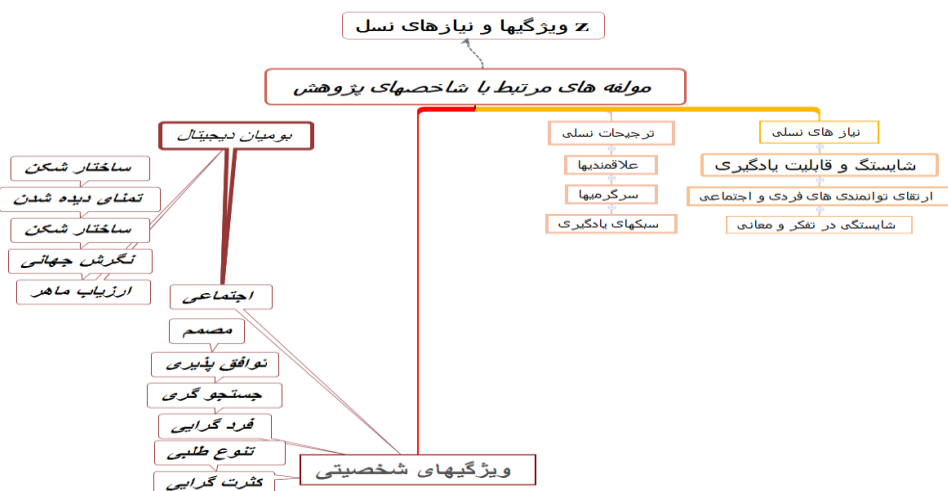 ویژگیها و نیازهای نسل z
مولفه های مرتبط با شاخصهای پژوهش
نیاز های نسلی
شایستگ و قابلیت یادگیری
ارتقای توانمندی های فردی و اجتماعی
شایستگی در تفکر و معانی
ترجیحات نسلی
علاقمندیها
سرگرمیها
سبکهای یادگیری
بومیان دیجیتال
ساختار شکن
تمنای دیده شدن
ساختار شکن
نگرش جهانی
ارزیاب ماهر
اجتماعی
مصمم
توافق پذیری
جستجو گری
فرد گرایی
تنوع طلبی
کثرت گرایی
ویژگیهای شخصیتی